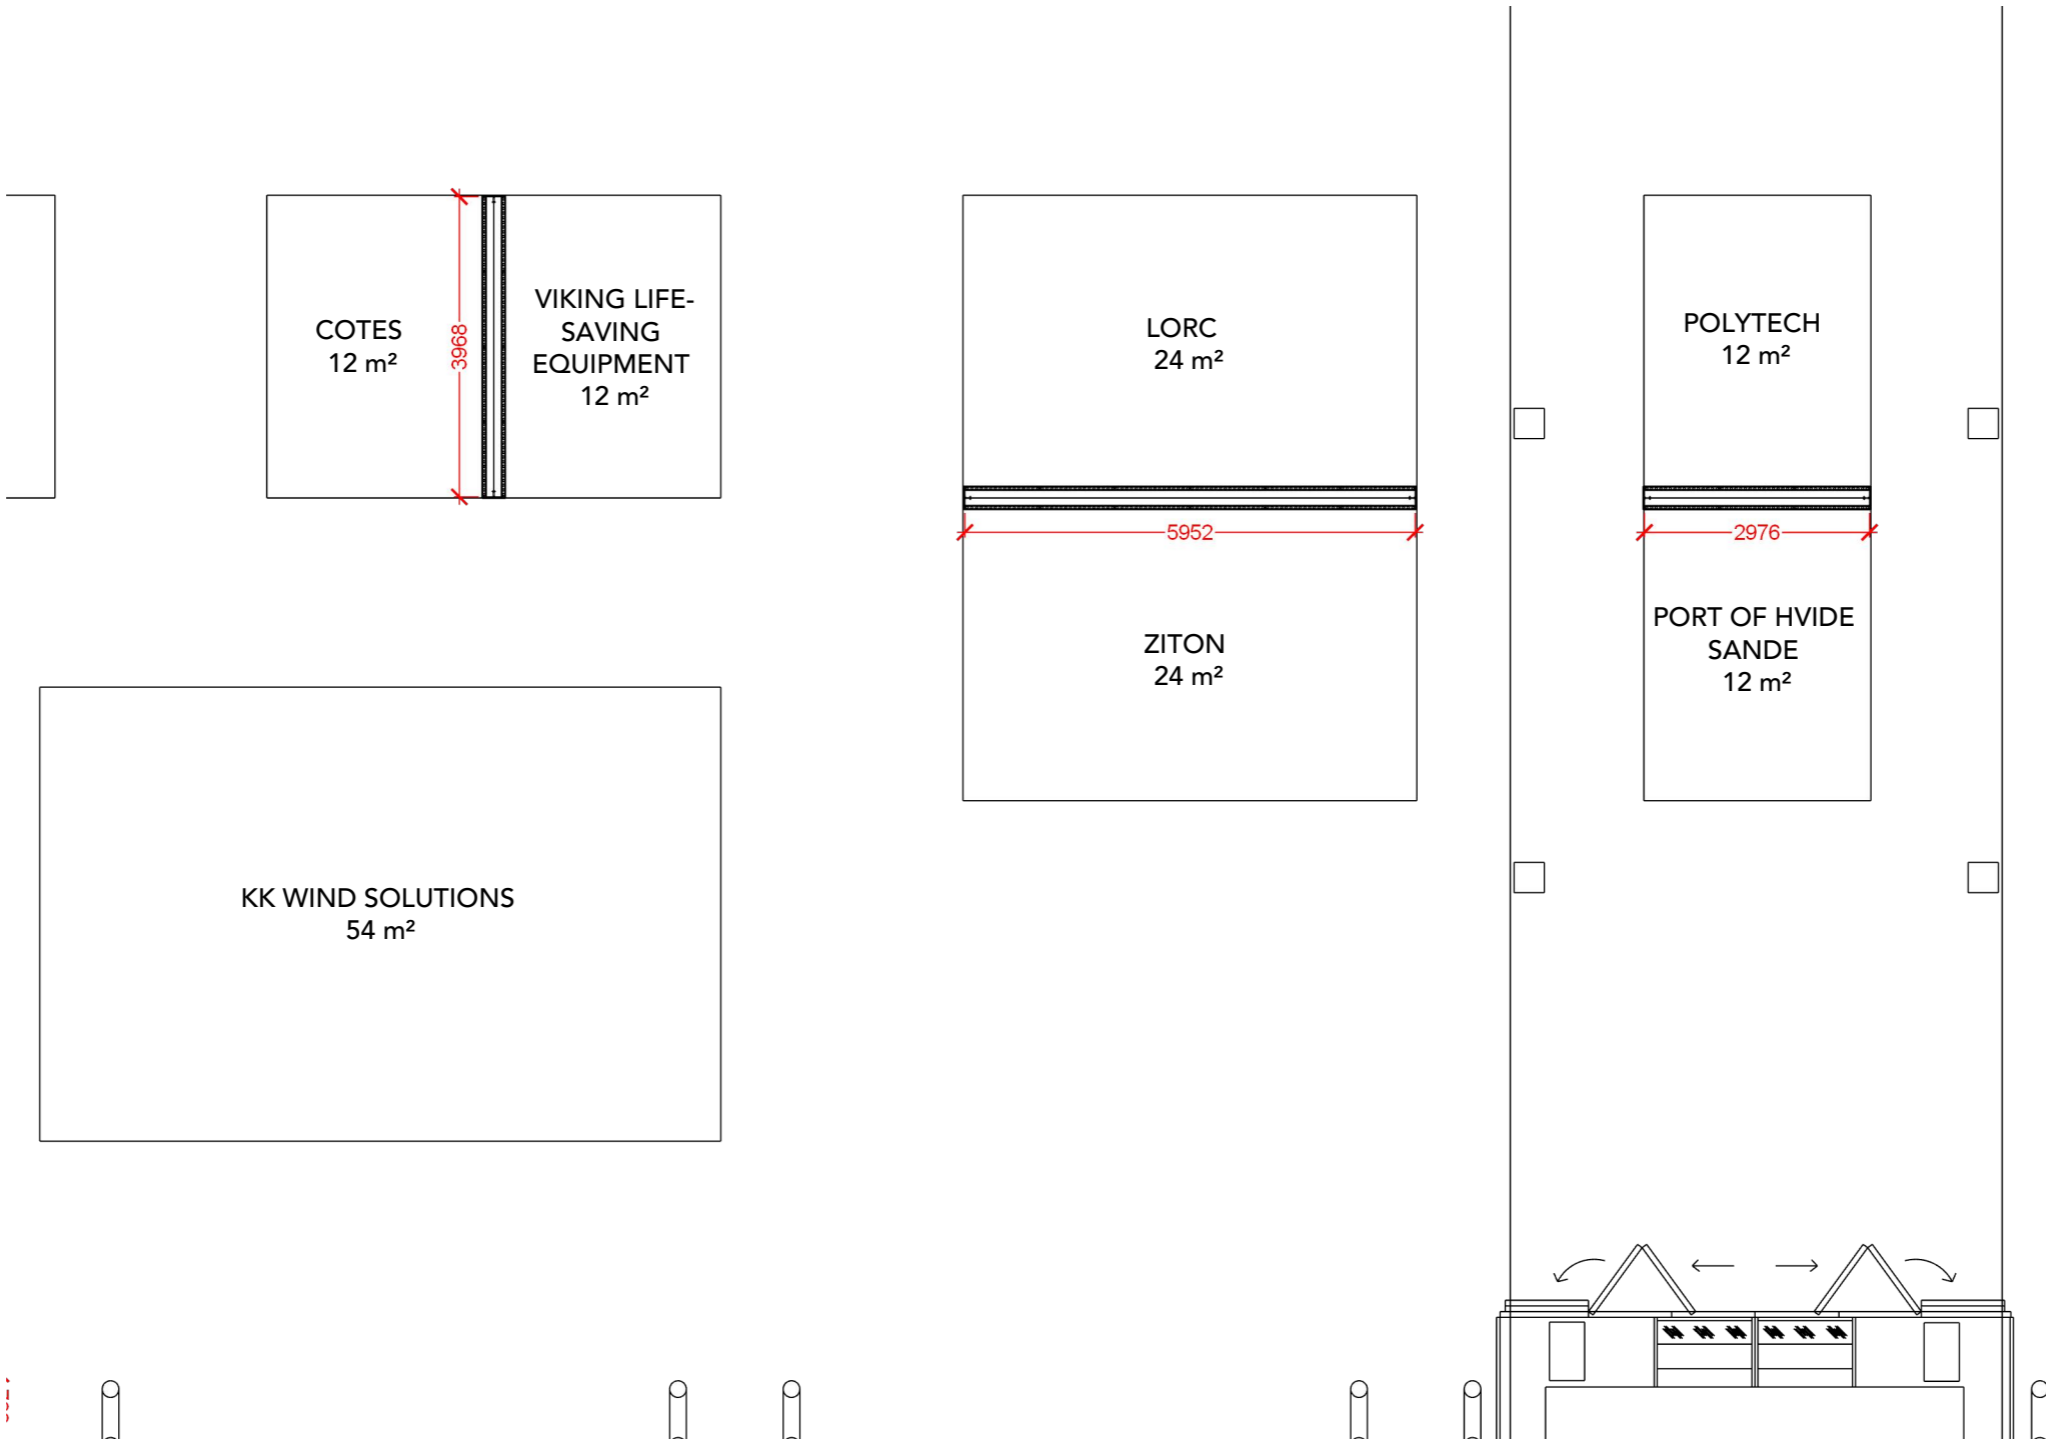 COTES
12 m²
3968
VIKING LIFE-
SAVING
EQUIPMENT
12 m²
LORC
24 m²
5952
ZITON
24 m²
POLYTECH
12 m²
2976
PORT OF HVIDE
SANDE
12 m²
KK WIND SOLUTIONS
54 m²